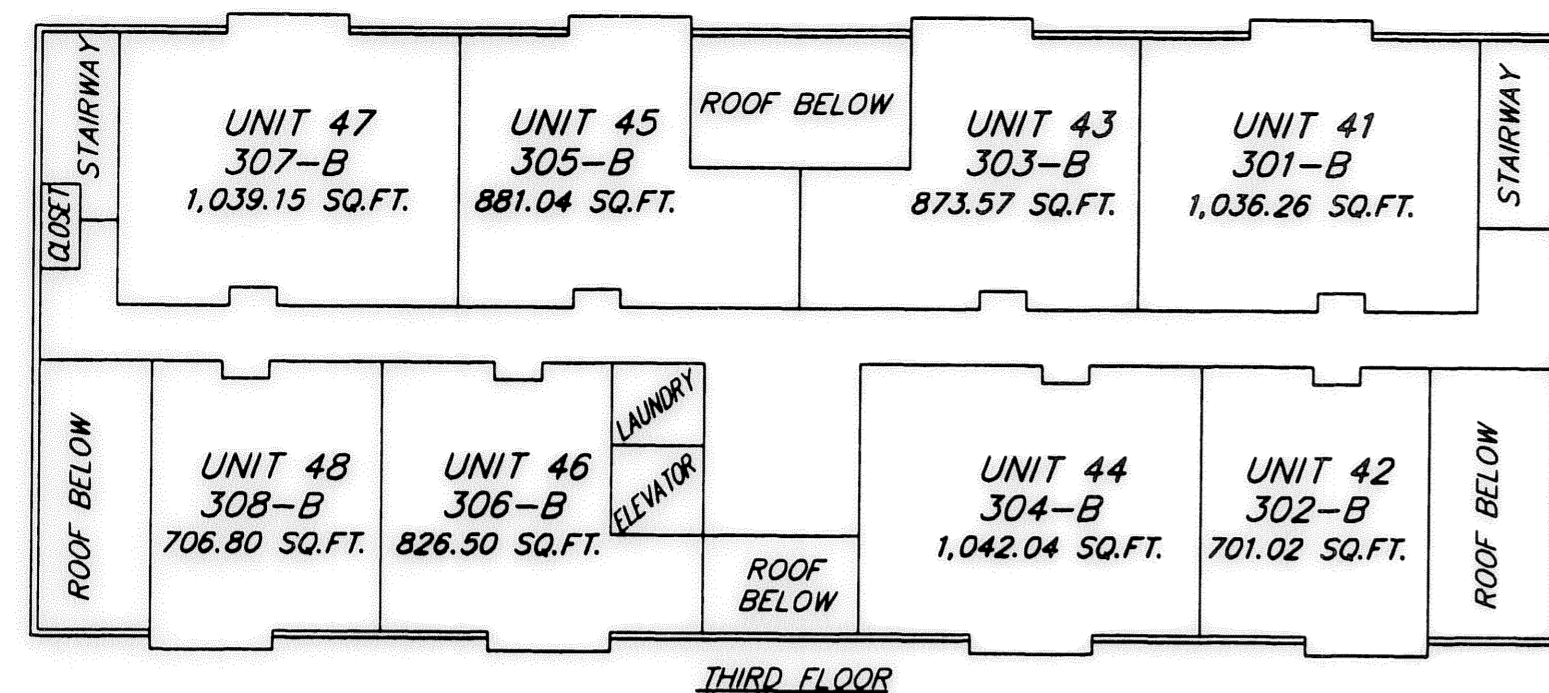 STAIRWAY
CLOSET
UNIT 47
307-B
1,039.15 SQ.FT.
UNIT 45
305-B
881.04 SQ.FT.
ROOF BELOW
UNIT 43
303-B
873.57 SQ.FT.
UNIT 41
301-B
1,036.26 SQ.FT.
STAIRWAY
ROOF BELOW
UNIT 48
308-B
706.80 SQ.FT.
UNIT 46
306-B
826.50 SQ.FT.
LAUNDRY
ELEVATOR
ROOF
BELOW
UNIT 44
304-B
1,042.04 SQ.FT.
UNIT 42
302-B
701.02 SQ.FT.
ROOF BELOW
THIRD FLOOR